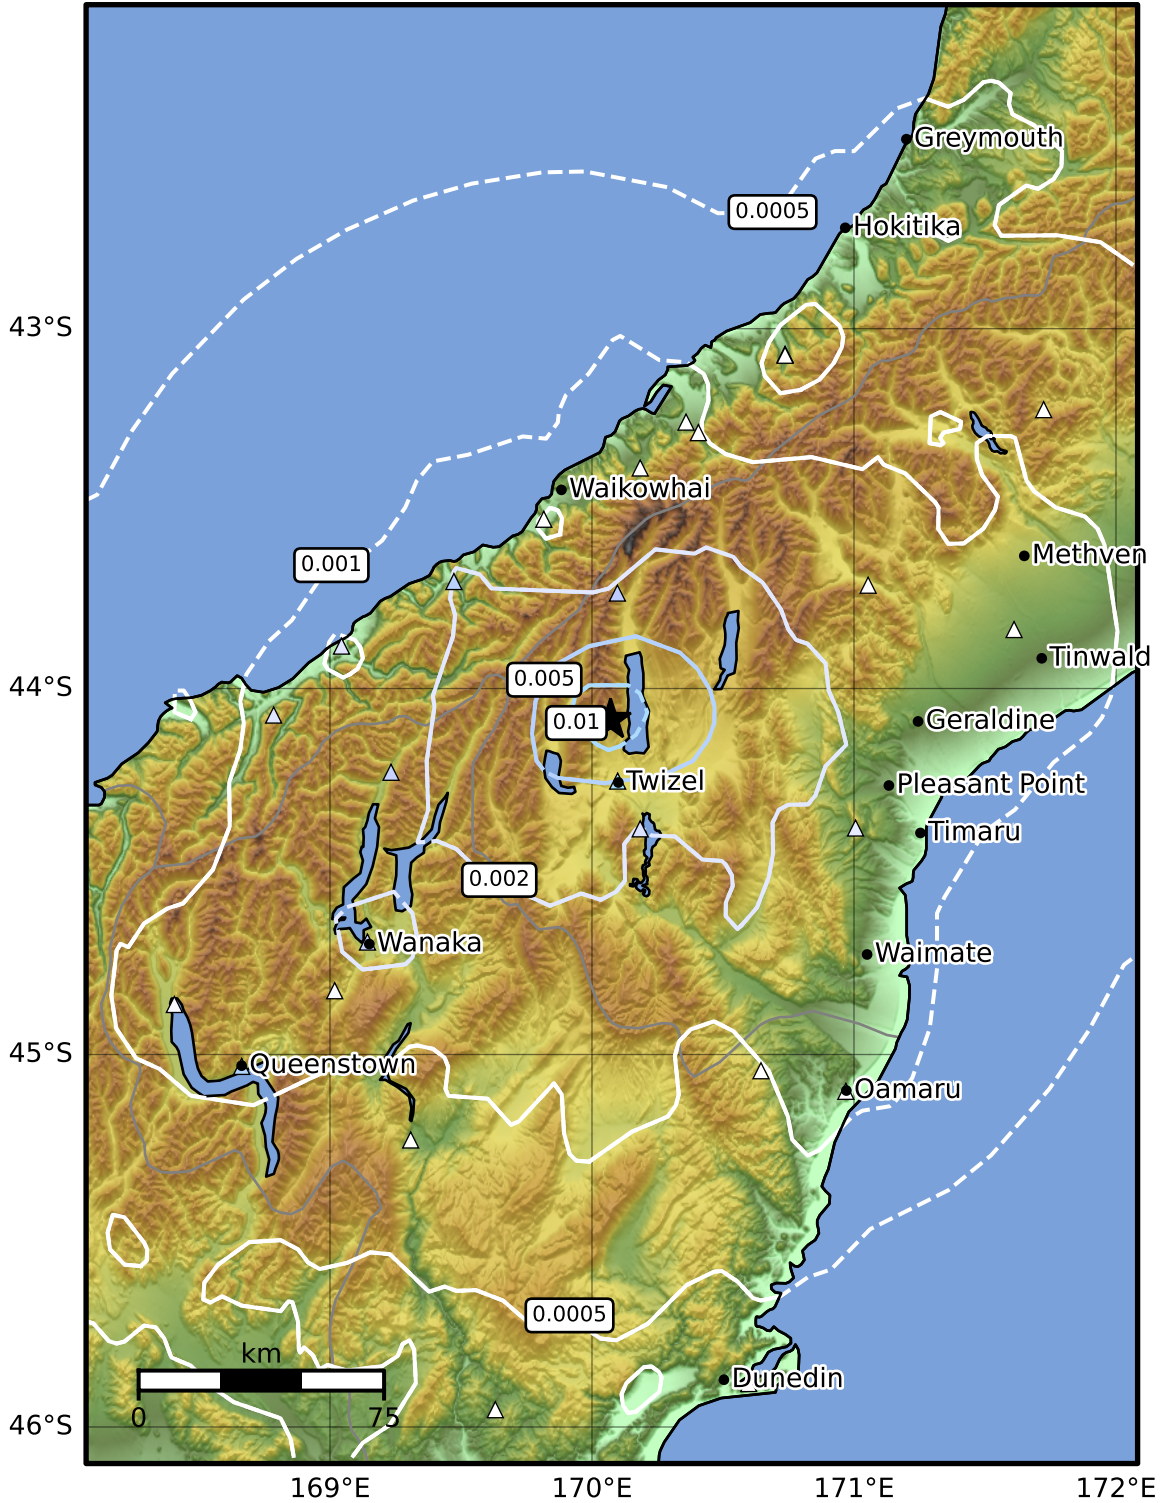 Greymouth
0.0005
Hokitika
43°S
Waikowhai
Methven
0.001
Tinwald
0.005
44°S
0.01
Geraldine
Twizel
Pleasant Point
Timaru
0.002
Wanaka
Waimate
45°S
Queenstown
Oamaru
0.0005
km
Dunedin
0 75
46°S
169°E 170°E 171°E 172°E